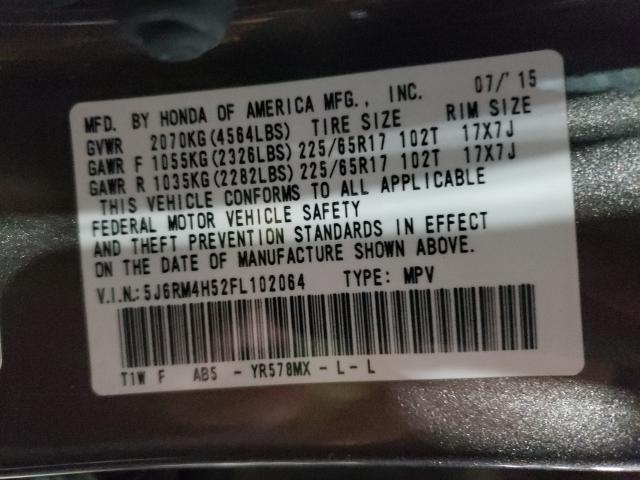 MFD. BY HONDA OF AMERICA MFG., INC. 07/'15
GVWR 2070KG(4564LBS) TIRE SIZE RIM SIZE
GAWR F 1055KG(2326LBS) 225/65R17 102T 17X7J
GAWR R 1035KG(2282LBS) 225/65R17 102T 17X7J
THIS VEHICLE CONFORMS TO ALL APPLICABLE
FEDERAL MOTOR VEHICLE SAFETY
AND THEFT PREVENTION STANDARDS IN EFFECT
ON THE DATE OF MANUFACTURE SHOWN ABOVE.
V.I.N.:5J6RM4H52FL102064 TYPE: MPV
T1W F AB5 - YR578MX - L - L